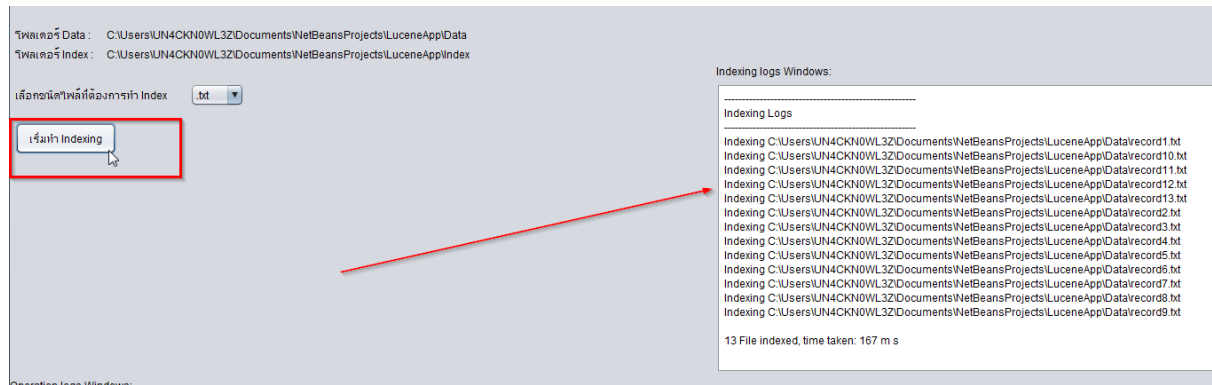 โฟลเดอร์ Data : C:\Users\UN4CKN0WL3Z\Documents\NetBeansProjects\LuceneApp\Data
โฟลเดอร์ Index : C:\Users\UN4CKN0WL3Z\Documents\NetBeansProjects\LuceneApp\Index
เลือกชนิดไฟล์ที่ต้องการทำ Index .txt
เริ่มทำ Indexing
Indexing logs Windows:
------------------------------------------------------
Indexing Logs
------------------------------------------------------
Indexing C:\Users\UN4CKN0WL3Z\Documents\NetBeansProjects\LuceneApp\Data\record1.txt
Indexing C:\Users\UN4CKN0WL3Z\Documents\NetBeansProjects\LuceneApp\Data\record10.txt
Indexing C:\Users\UN4CKN0WL3Z\Documents\NetBeansProjects\LuceneApp\Data\record11.txt
Indexing C:\Users\UN4CKN0WL3Z\Documents\NetBeansProjects\LuceneApp\Data\record12.txt
Indexing C:\Users\UN4CKN0WL3Z\Documents\NetBeansProjects\LuceneApp\Data\record13.txt
Indexing C:\Users\UN4CKN0WL3Z\Documents\NetBeansProjects\LuceneApp\Data\record2.txt
Indexing C:\Users\UN4CKN0WL3Z\Documents\NetBeansProjects\LuceneApp\Data\record3.txt
Indexing C:\Users\UN4CKN0WL3Z\Documents\NetBeansProjects\LuceneApp\Data\record4.txt
Indexing C:\Users\UN4CKN0WL3Z\Documents\NetBeansProjects\LuceneApp\Data\record5.txt
Indexing C:\Users\UN4CKN0WL3Z\Documents\NetBeansProjects\LuceneApp\Data\record6.txt
Indexing C:\Users\UN4CKN0WL3Z\Documents\NetBeansProjects\LuceneApp\Data\record7.txt
Indexing C:\Users\UN4CKN0WL3Z\Documents\NetBeansProjects\LuceneApp\Data\record8.txt
Indexing C:\Users\UN4CKN0WL3Z\Documents\NetBeansProjects\LuceneApp\Data\record9.txt
13 File indexed, time taken: 167 m s
Operation logs Windows: